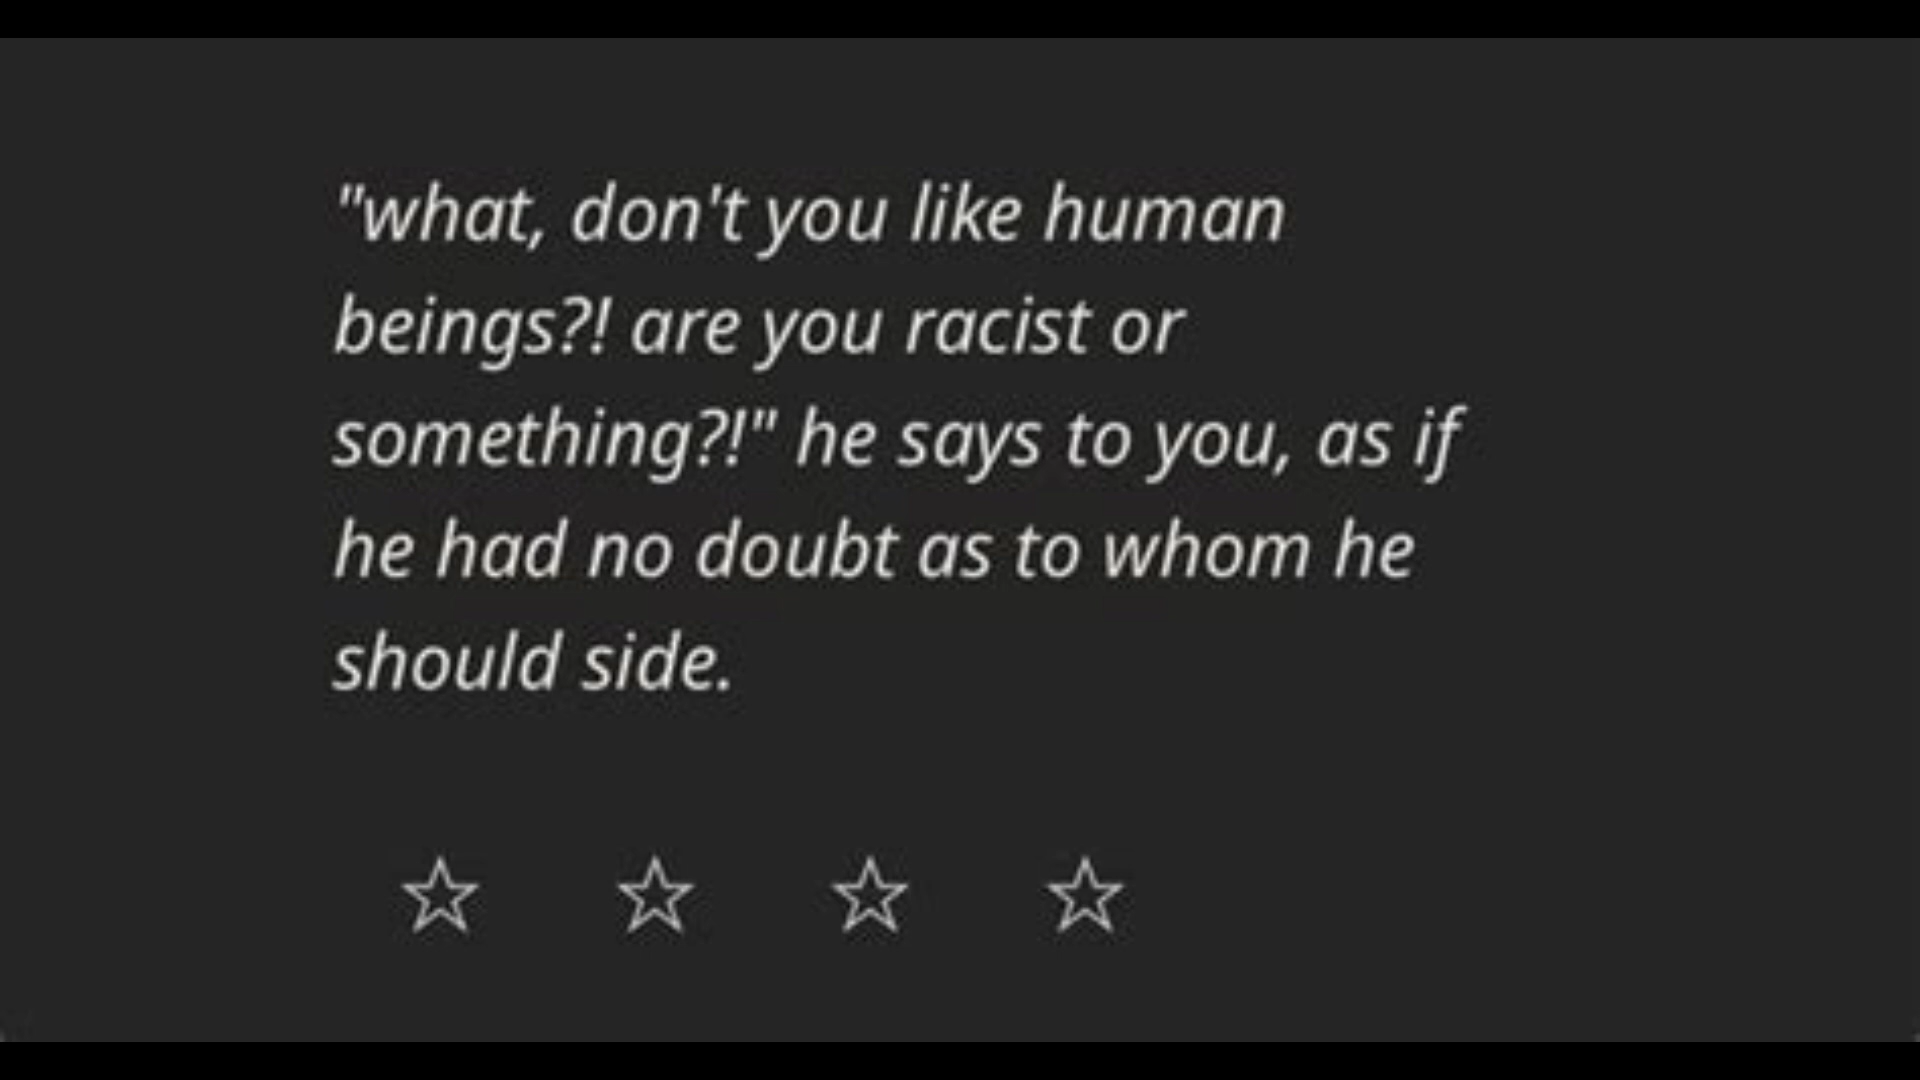 "what, don't you like human
beings?! are you racist or
something?!" he says to you, as if
he had no doubt as to whom he
should side.